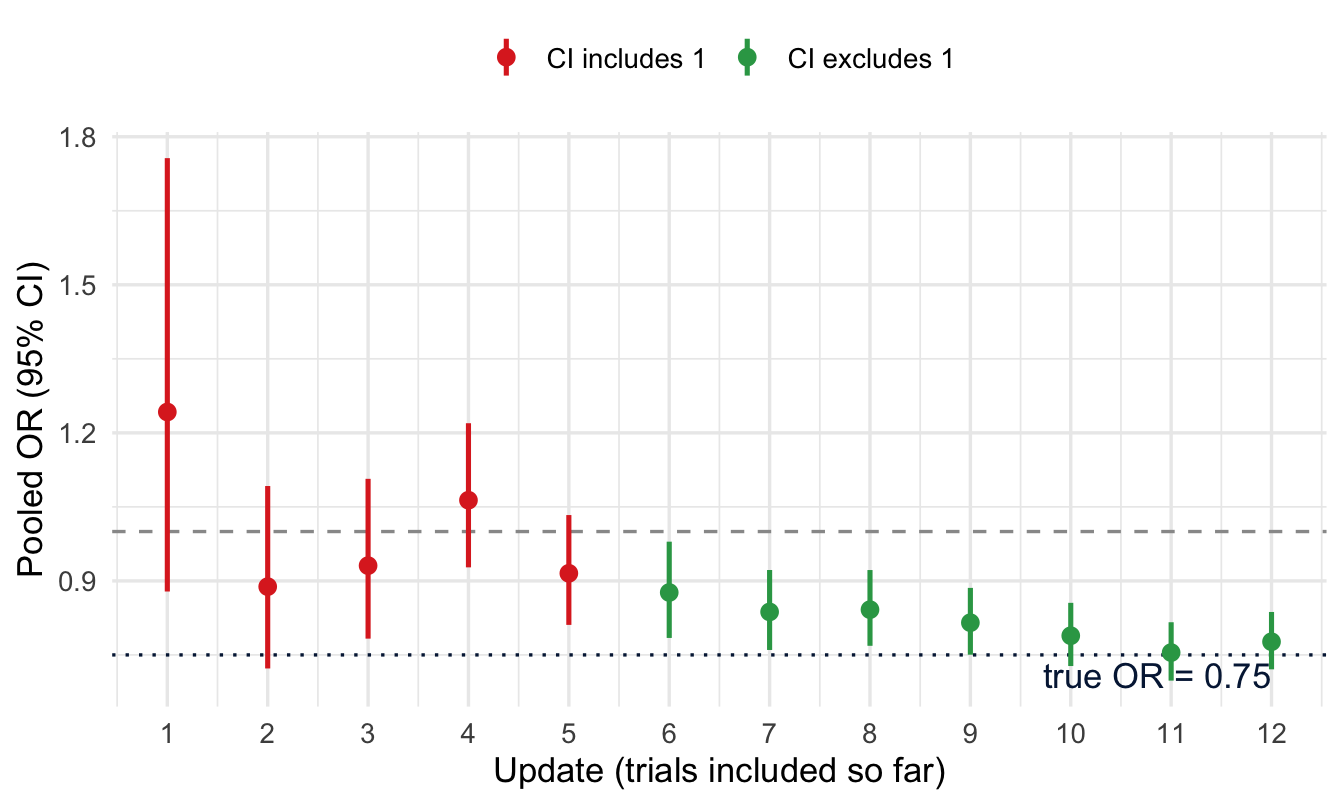 CI includes 1 CI excludes 1
Pooled OR (95% CI)
1.8
1.5
1.2
0.9
true OR = 0.75
1 2 3 4 5 6 7 8 9 10 11 12
Update (trials included so far)